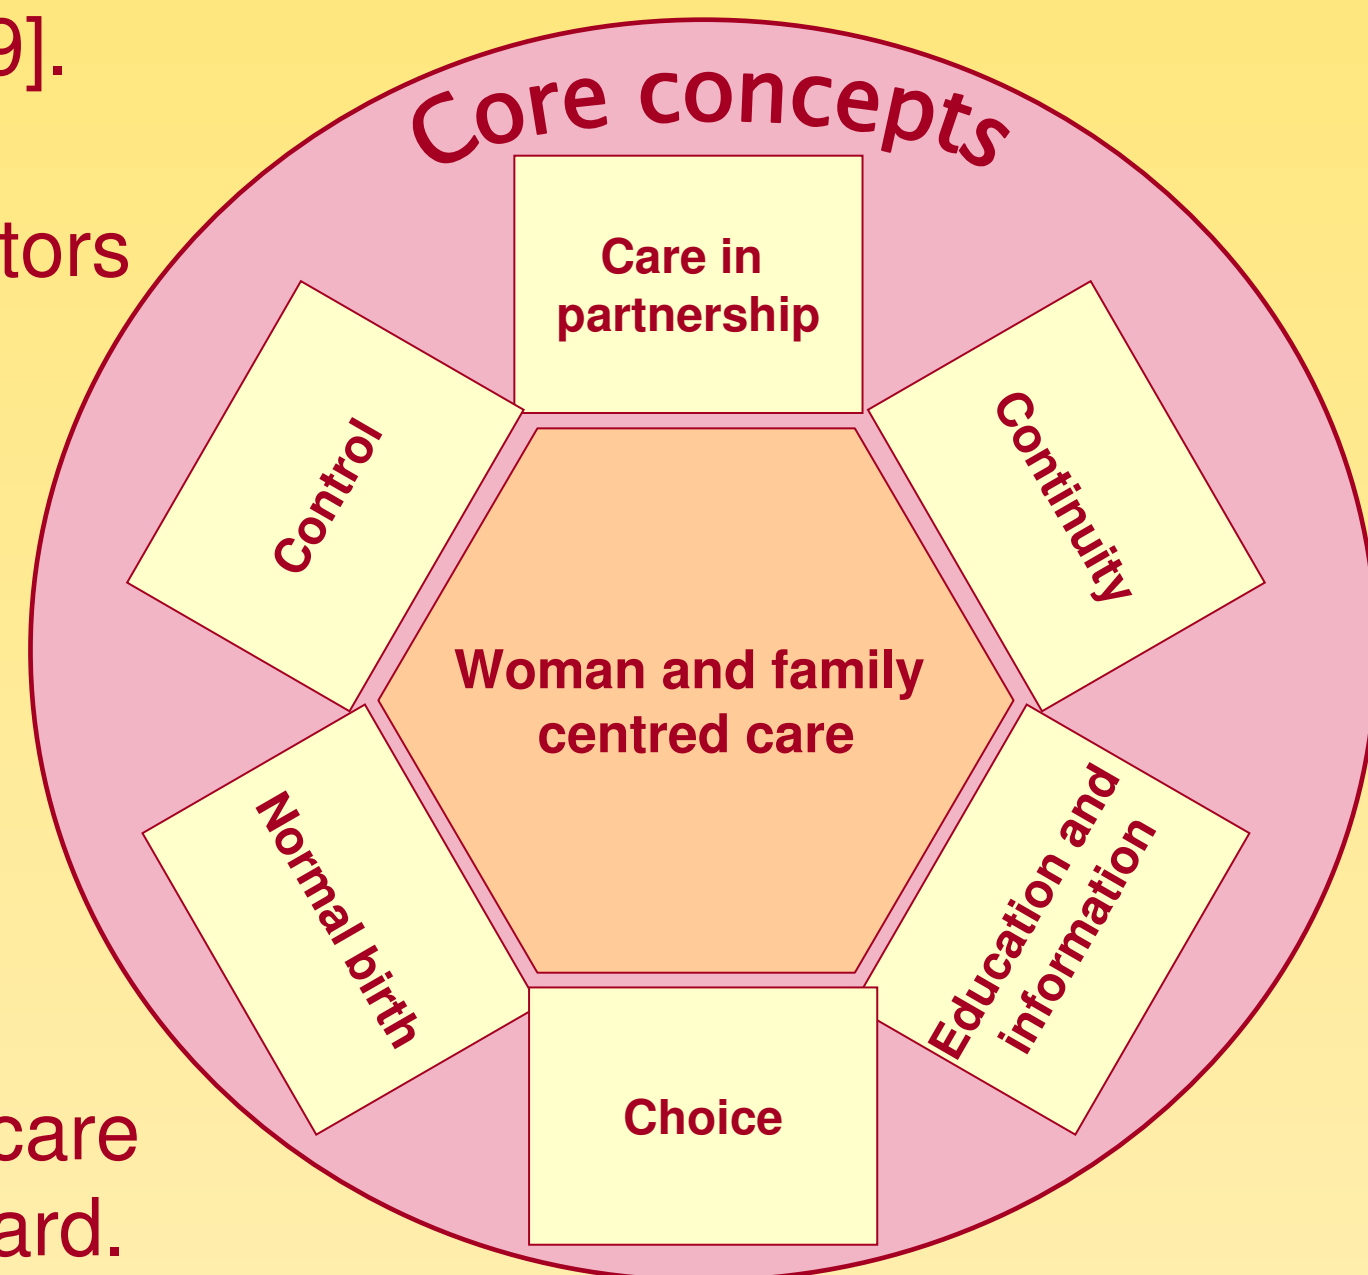 9].
tors
care
ard.
Core concepts
Care in
partnership
Continuity
Education and
information
Choice
Normal birth
Control
Woman and family
centred care